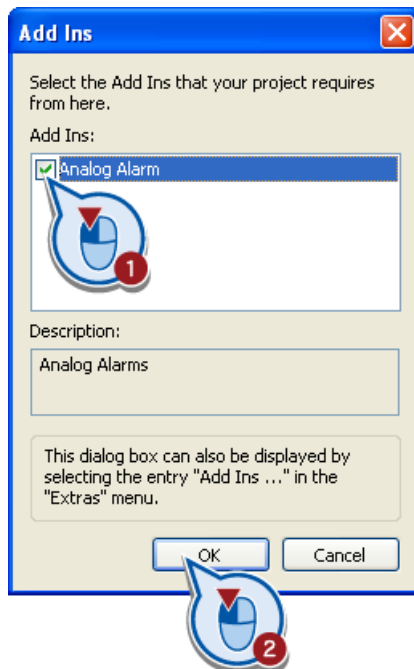 Add Ins
Select the Add Ins that your project requires
from here.
Add Ins:
Analog Alarm
1
Description:
Analog Alarms
This dialog box can also be displayed by
selecting the entry "Add Ins ..." in the
"Extras" menu.
OK Cancel
2